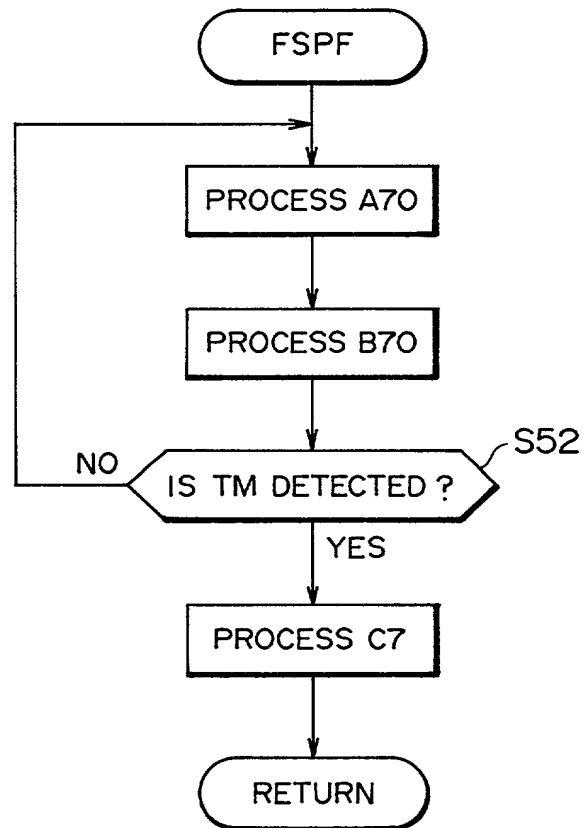 FSPF
PROCESS A70
PROCESS B70
S52
NO
IS TM DETECTED ?
YES
PROCESS C7
RETURN